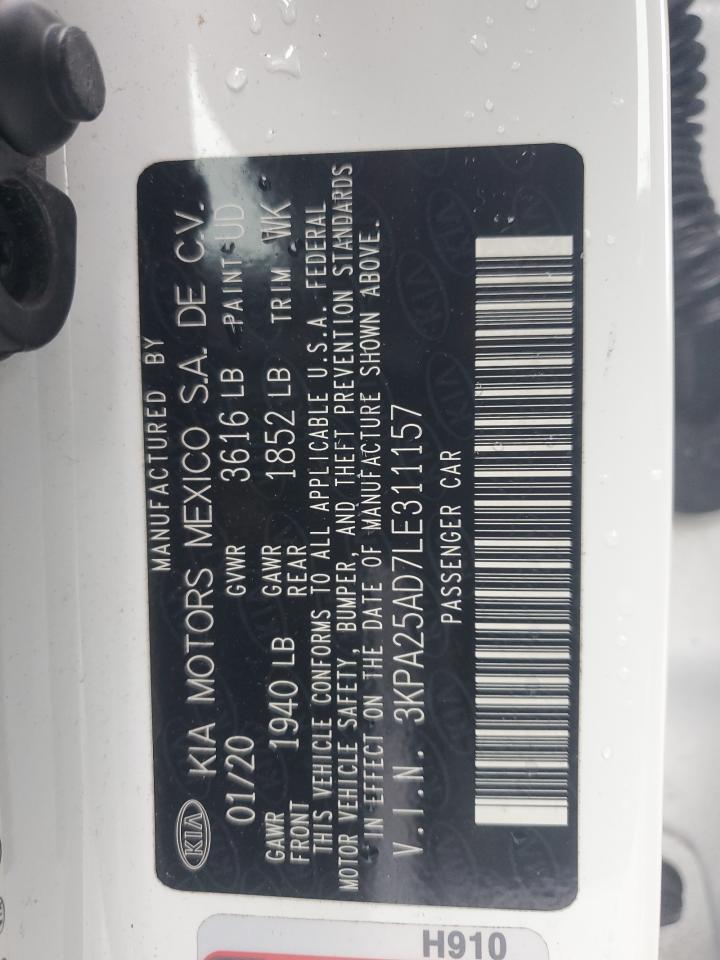 MANUFACTURED BY
KIA KIA MOTORS MEXICO S.A. DE C.V.
01/20 GVWR 3616 LB PAINT UD
GAWR FRONT 1940 LB GAWR REAR 1852 LB TRIM WK
THIS VEHICLE CONFORMS TO ALL APPLICABLE U.S.A. FEDERAL
MOTOR VEHICLE SAFETY, BUMPER, AND THEFT PREVENTION STANDARDS
IN EFFECT ON THE DATE OF MANUFACTURE SHOWN ABOVE.
V.I.N. 3KPA25AD7LE311157
PASSENGER CAR
H910